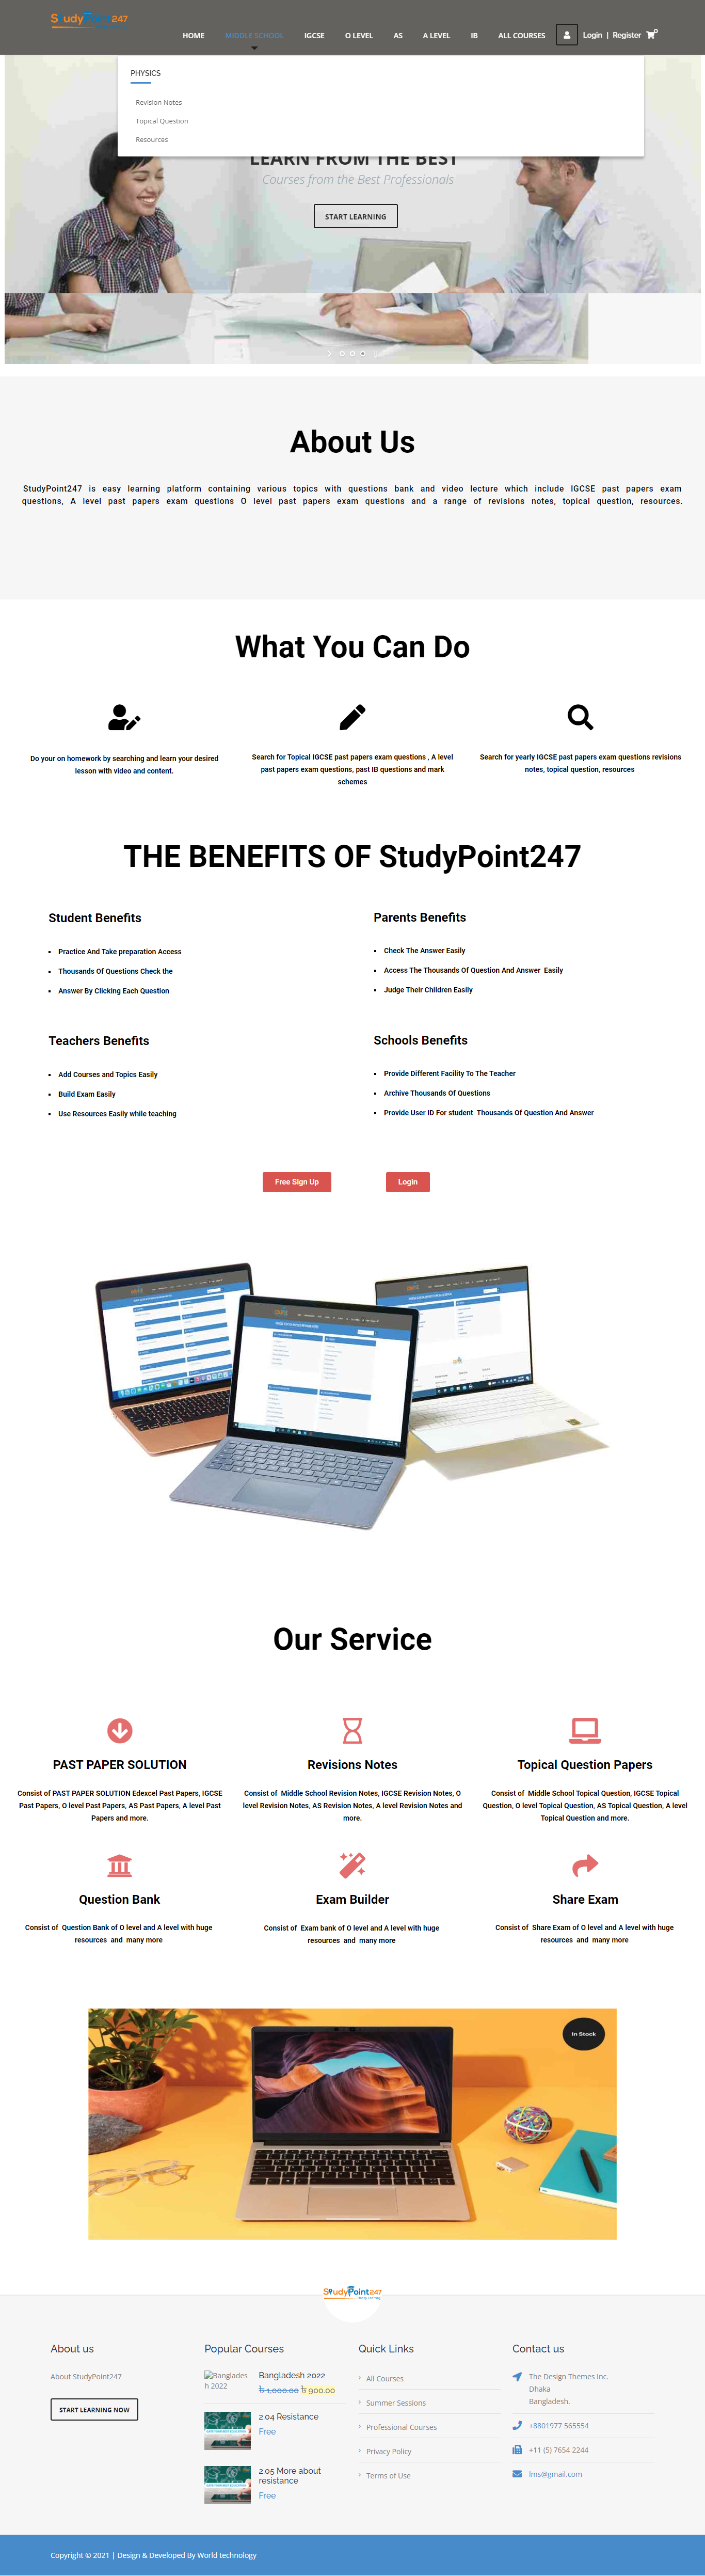 StudyPoint247
HOME MIDDLE SCHOOL IGCSE O LEVEL AS A LEVEL IB ALL COURSES Login | Register 0
PHYSICS
Revision Notes
Topical Question
Resources
LEARN FROM THE BEST
Courses from the Best Professionals
START LEARNING
About Us
StudyPoint247 is easy learning platform containing various topics with questions bank and video lecture which include IGCSE past papers exam
questions, A level past papers exam questions O level past papers exam questions and a range of revisions notes, topical question, resources.
What You Can Do
Do your on homework by searching and learn your desired
lesson with video and content.
Search for Topical IGCSE past papers exam questions , A level
past papers exam questions, past IB questions and mark
schemes
Search for yearly IGCSE past papers exam questions revisions
notes, topical question, resources
THE BENEFITS OF StudyPoint247
Student Benefits
• Practice And Take preparation Access
• Thousands Of Questions Check the
• Answer By Clicking Each Question
Parents Benefits
• Check The Answer Easily
• Access The Thousands Of Question And Answer Easily
• Judge Their Children Easily
Teachers Benefits
• Add Courses and Topics Easily
• Build Exam Easily
• Use Resources Easily while teaching
Schools Benefits
• Provide Different Facility To The Teacher
• Archive Thousands Of Questions
• Provide User ID For student Thousands Of Question And Answer
Free Sign Up
Login
Our Service
PAST PAPER SOLUTION
Consist of PAST PAPER SOLUTION Edexcel Past Papers, IGCSE
Past Papers, O level Past Papers, AS Past Papers, A level Past
Papers and more.
Revisions Notes
Consist of Middle School Revision Notes, IGCSE Revision Notes, O
level Revision Notes, AS Revision Notes, A level Revision Notes and
more.
Topical Question Papers
Consist of Middle School Topical Question, IGCSE Topical
Question, O level Topical Question, AS Topical Question, A level
Topical Question and more.
Question Bank
Consist of Question Bank of O level and A level with huge
resources and many more
Exam Builder
Consist of Exam bank of O level and A level with huge
resources and many more
Share Exam
Consist of Share Exam of O level and A level with huge
resources and many more
In Stock
StudyPoint247
About us
About StudyPoint247
START LEARNING NOW
Popular Courses
Banglades
h 2022
Bangladesh 2022
৳ 1,000.00 ৳ 900.00
2.04 Resistance
Free
2.05 More about
resistance
Free
Quick Links
All Courses
Summer Sessions
Professional Courses
Privacy Policy
Terms of Use
Contact us
The Design Themes Inc.
Dhaka
Bangladesh.
+8801977 565554
+11 (5) 7654 2244
lms@gmail.com
Copyright © 2021 | Design & Developed By World technology